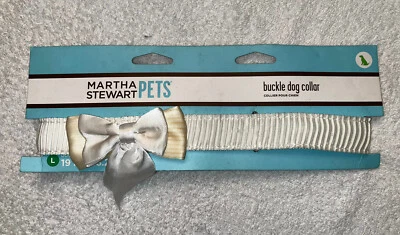 MARTHA
STEWART PETS
buckle dog collar
COLLIER POUR CHIEN
L 19